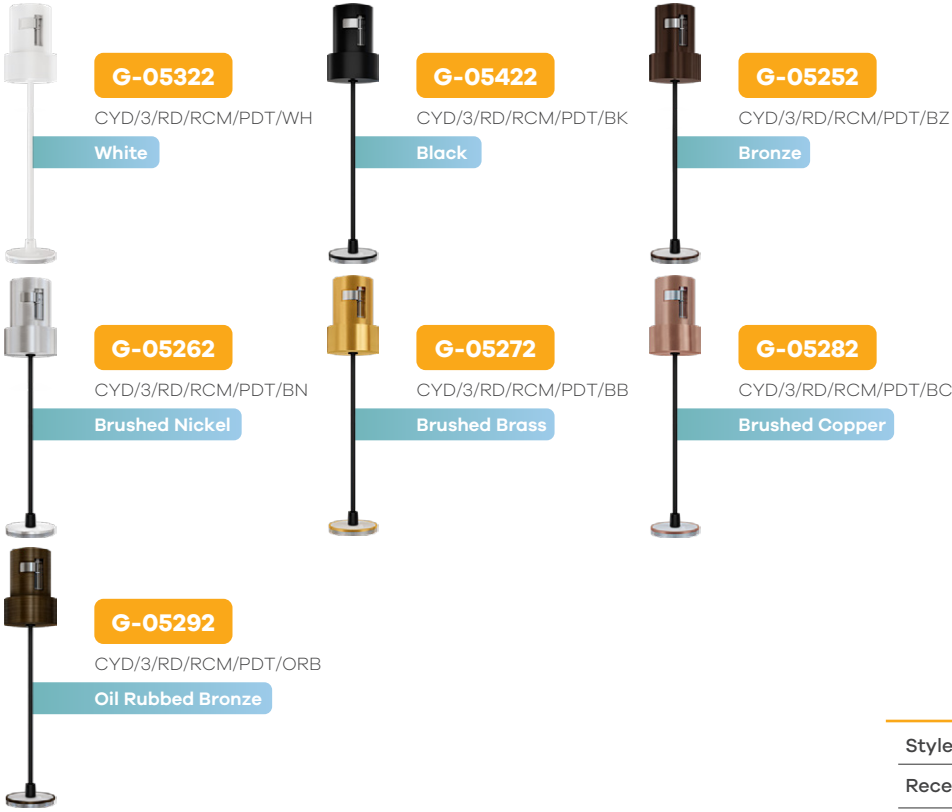 G-05322
CYD/3/RD/RCM/PDT/WH
White
G-05422
CYD/3/RD/RCM/PDT/BK
Black
G-05252
CYD/3/RD/RCM/PDT/BZ
Bronze
G-05262
CYD/3/RD/RCM/PDT/BN
Brushed Nickel
G-05272
CYD/3/RD/RCM/PDT/BB
Brushed Brass
G-05282
CYD/3/RD/RCM/PDT/BC
Brushed Copper
G-05292
CYD/3/RD/RCM/PDT/ORB
Oil Rubbed Bronze
Style
Rece